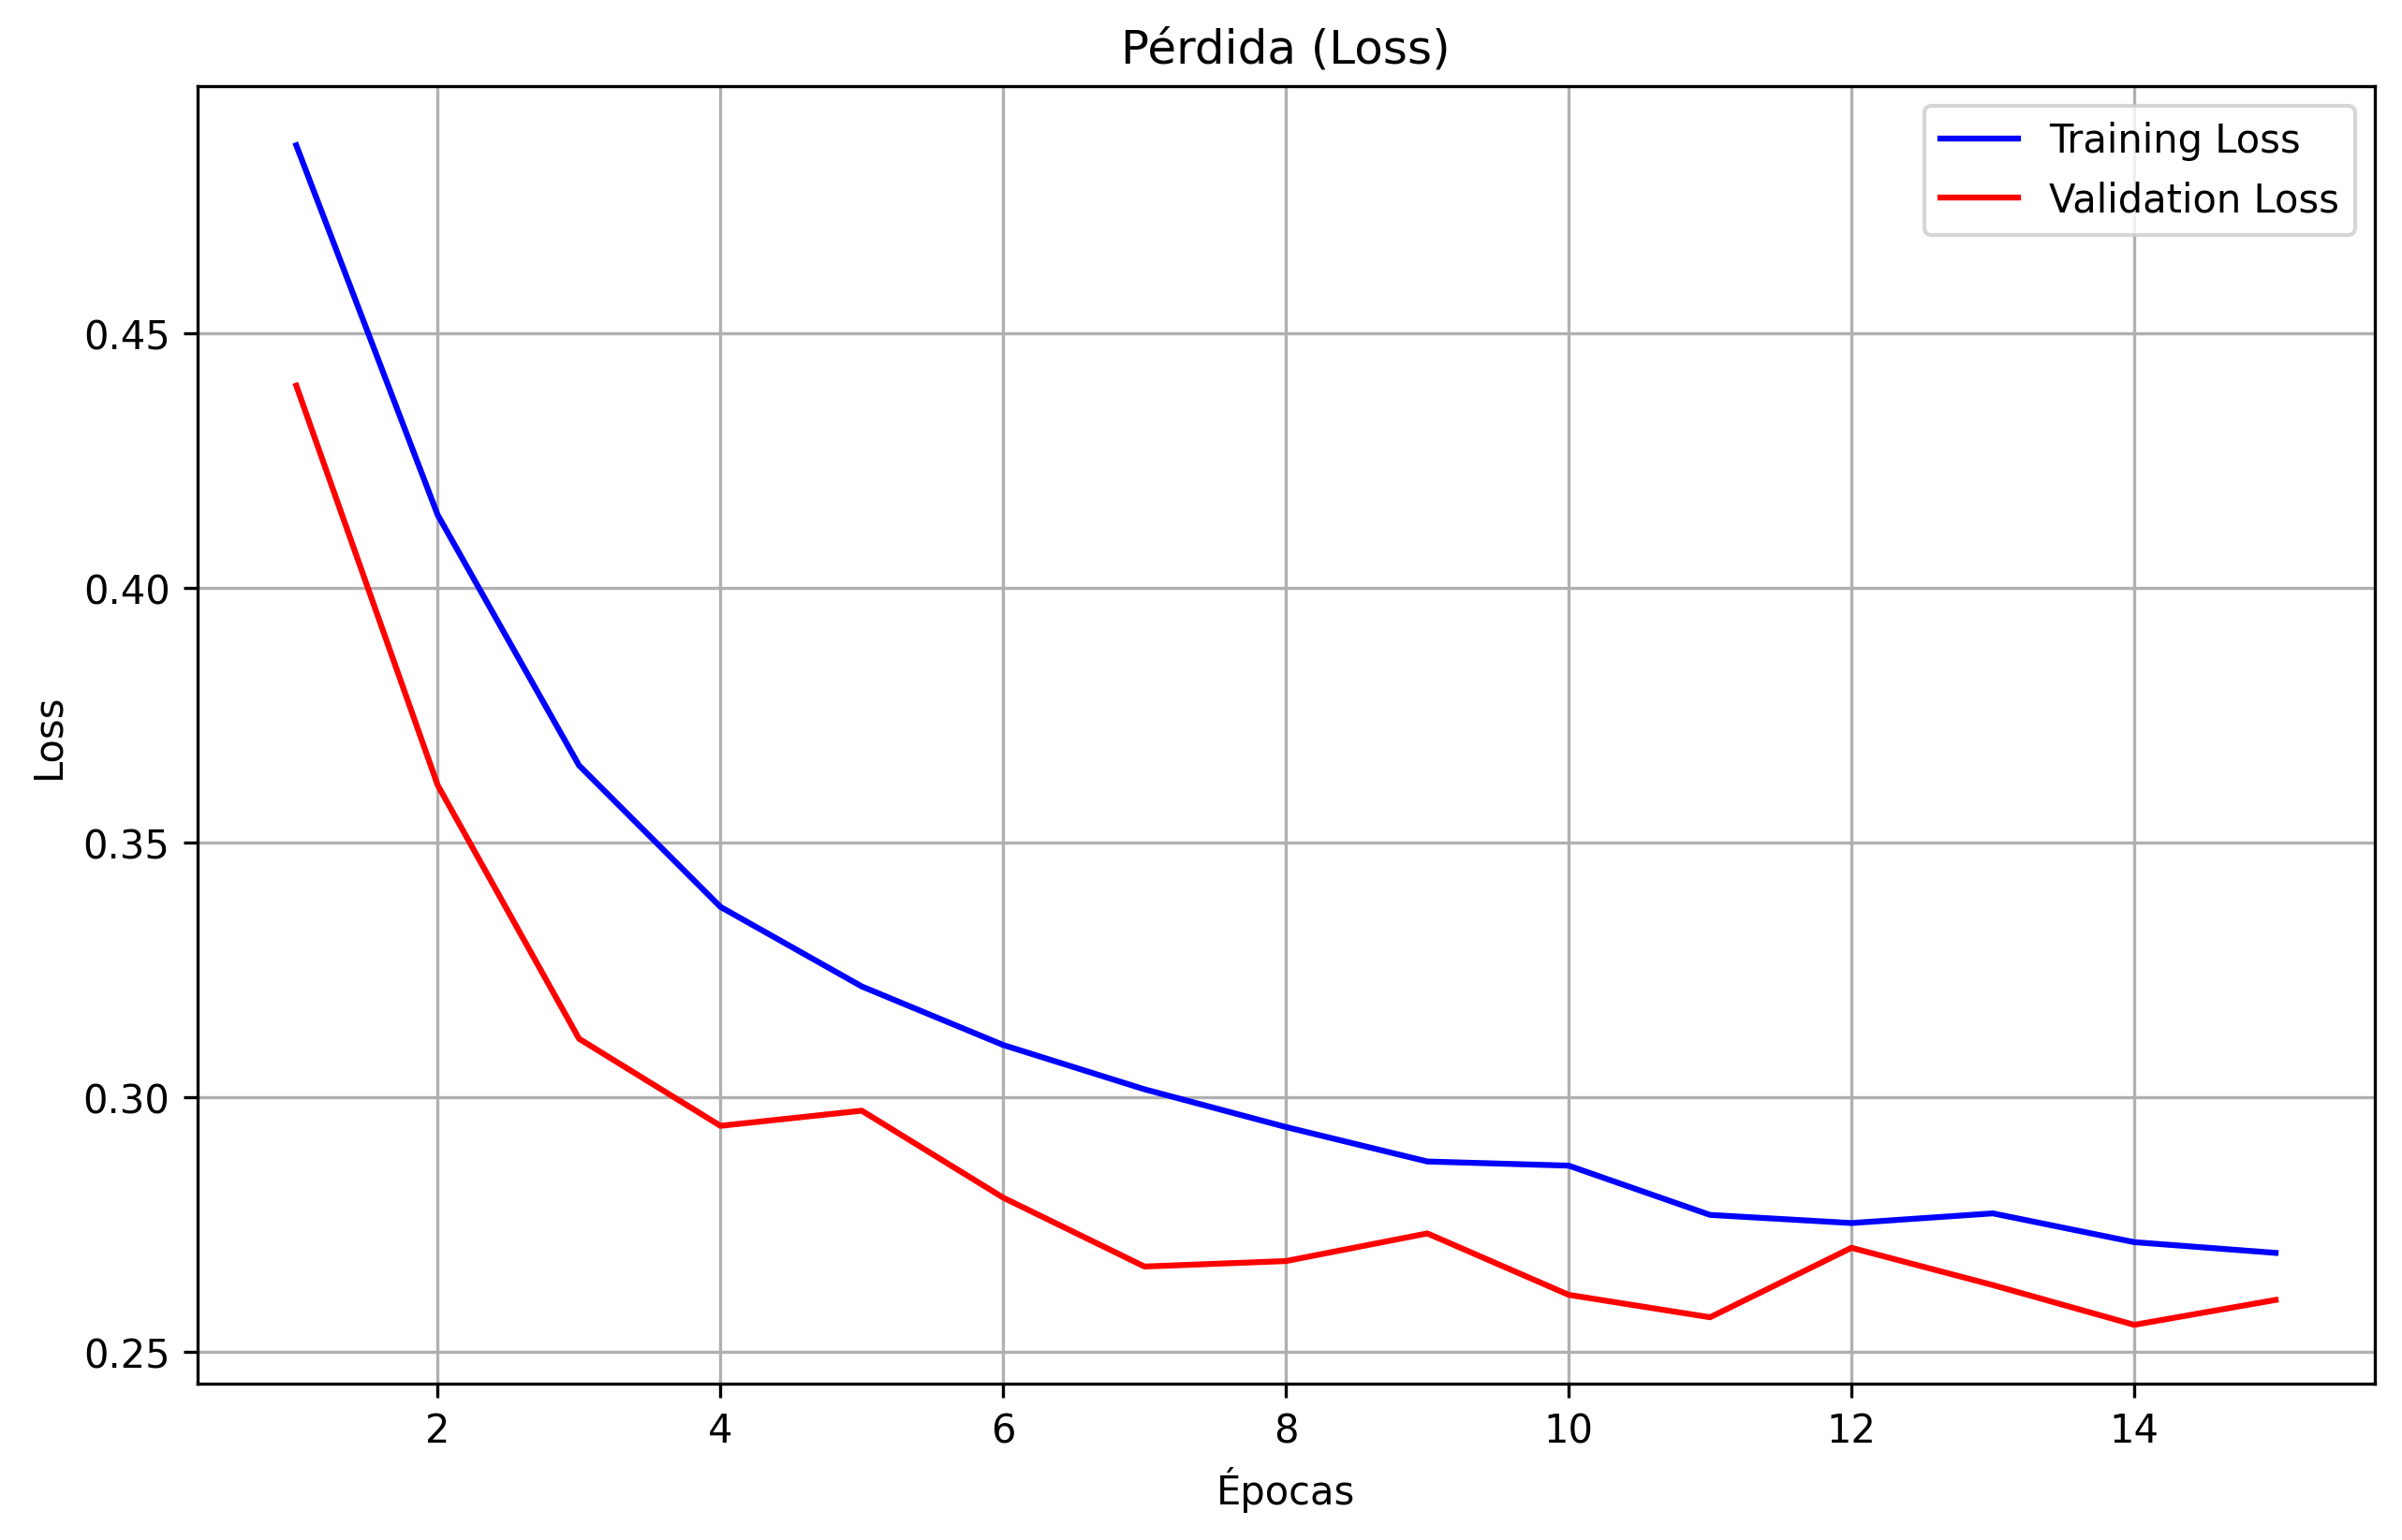 Pérdida (Loss)
Training Loss
Validation Loss
0.45
0.40
0.35
0.30
0.25
Loss
2 4 6 8 10 12 14
Épocas